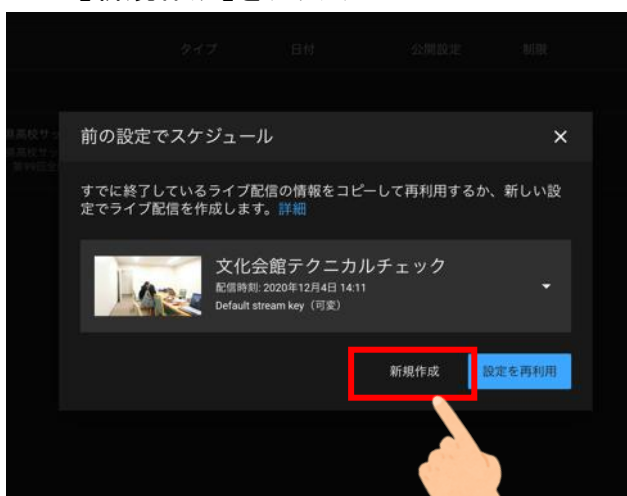 タイプ 日付 公開設定 制限
前の設定でスケジュール ×
すでに終了しているライブ配信の情報をコピーして再利用するか、新しい設
定でライブ配信を作成します。詳細
文化会館テクニカルチェック
配信時刻: 2020年12月4日 14:11
Default stream key（可変）
新規作成 設定を再利用